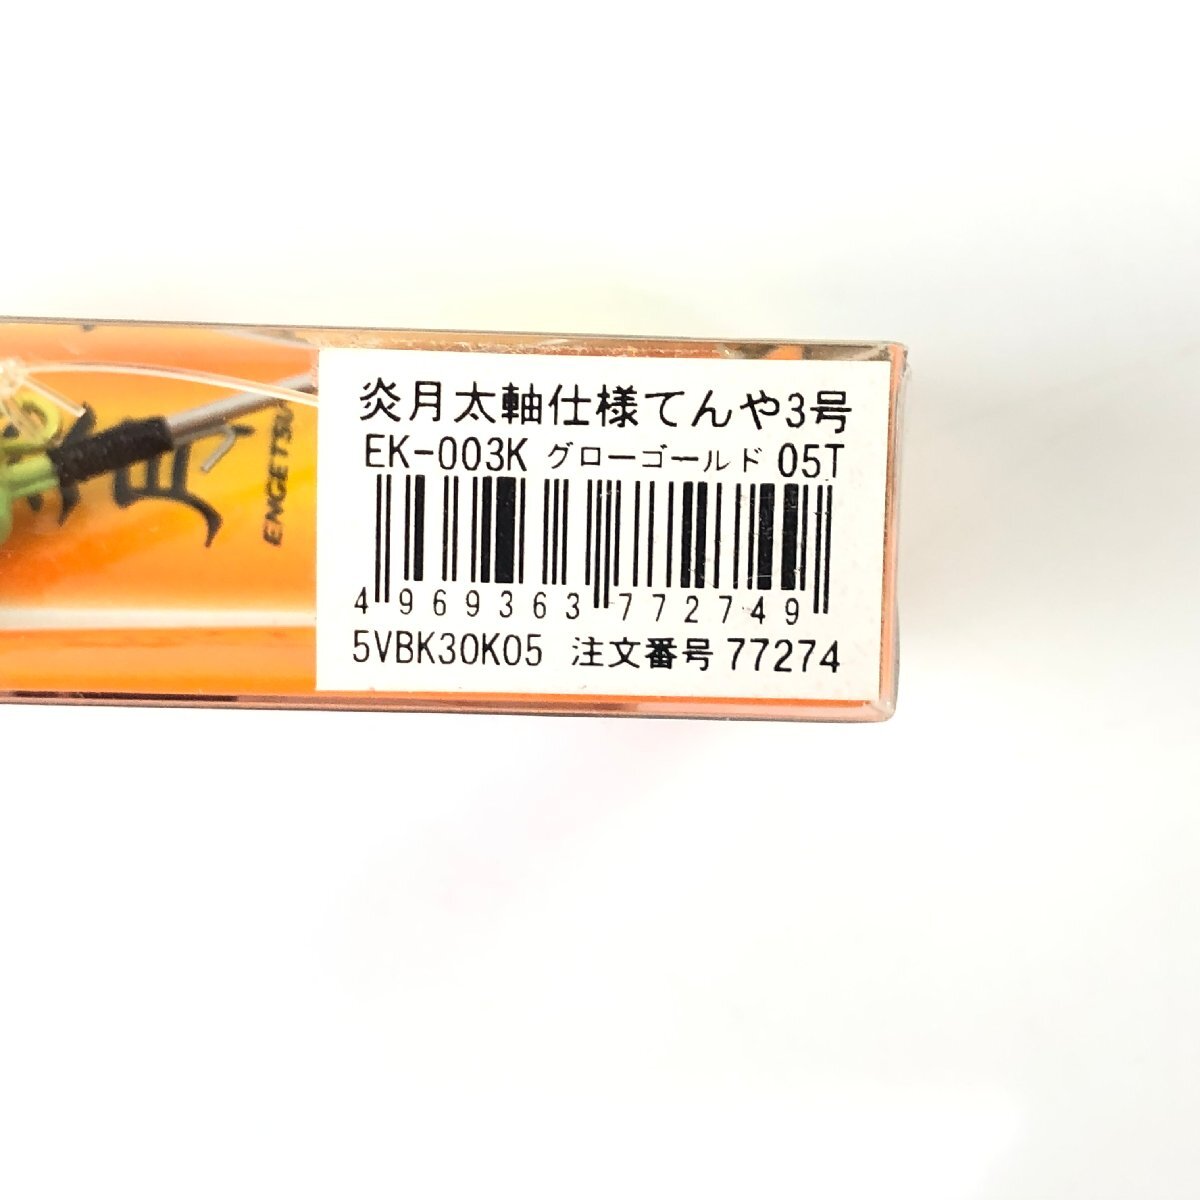 炎月太軸仕様てんや3号
EK-003K グローゴールド 05T
4 969363 772749
5VBK30K05 注文番号 77274
月
ENGETSU